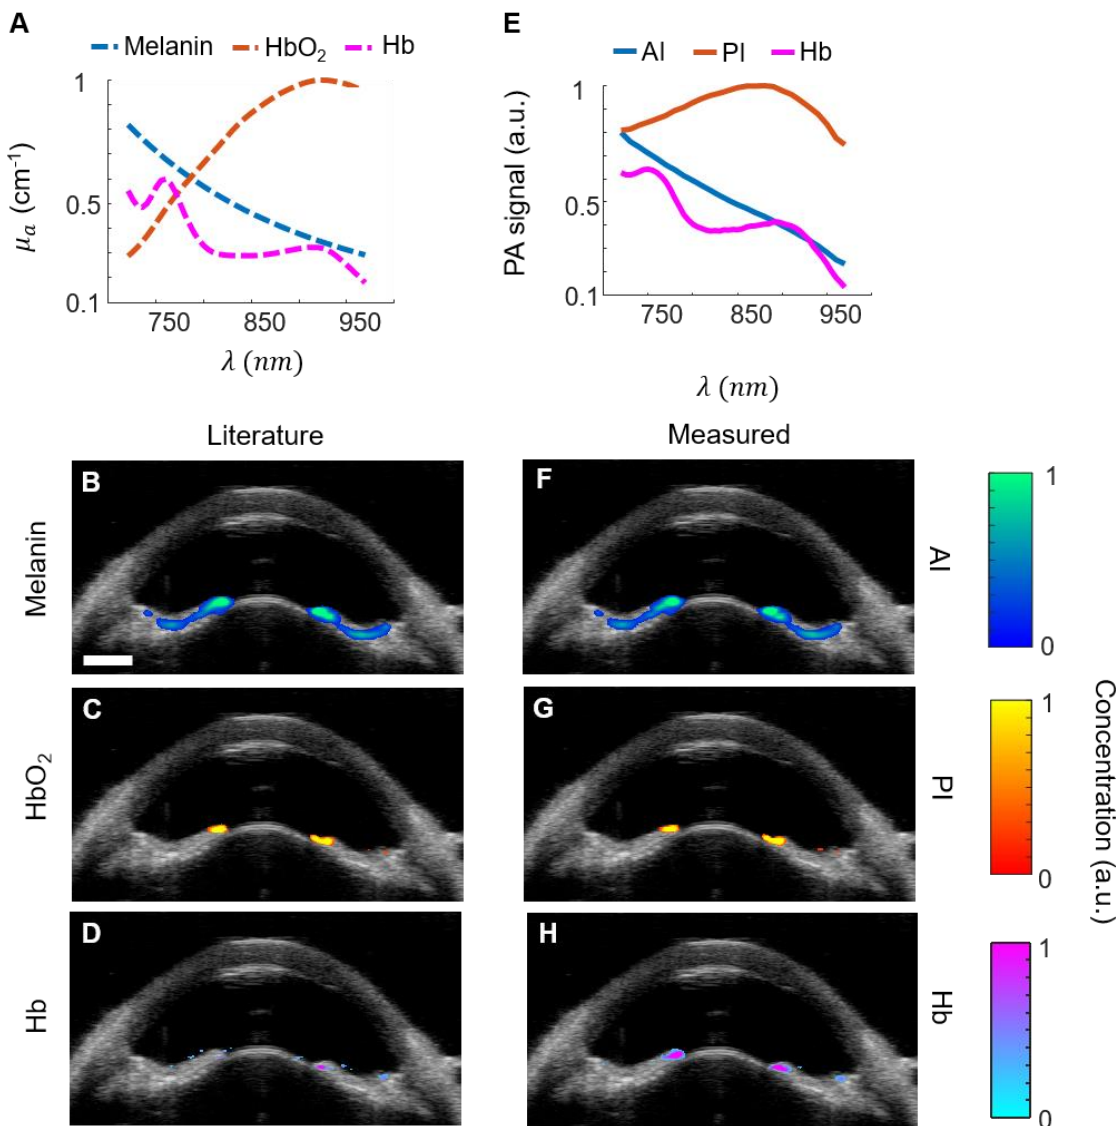 A
Melanin HbO2 Hb
1
0.5
0.1
μa (cm-1)
750 850 950
λ (nm)
E
AI PI Hb
1
0.5
0.1
PA signal (a.u.)
750 850 950
λ (nm)
Literature
Measured
Melanin
B
F
AI
1
0
HbO2
C
G
PI
1
0
Concentration (a.u.)
Hb
D
H
Hb
1
0